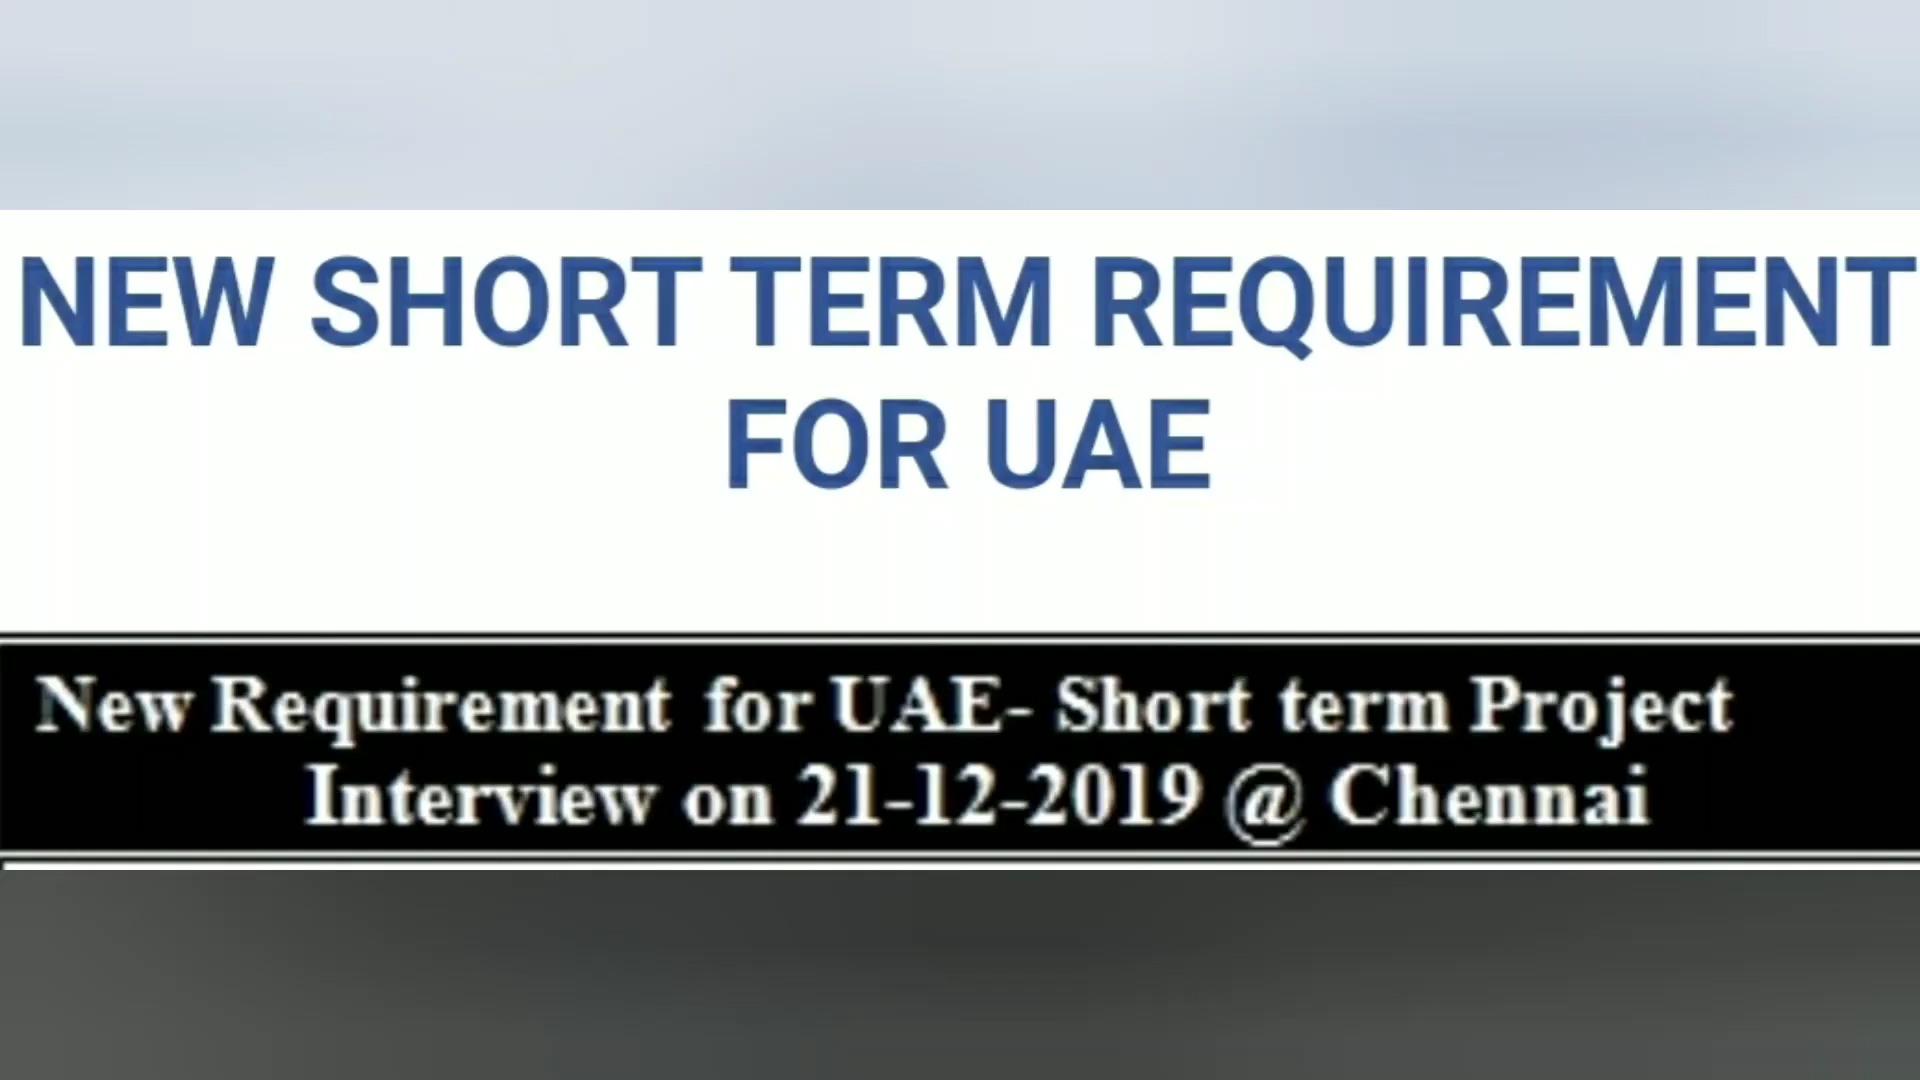 NEW SHORT TERM REQUIREMENT
FOR UAE
New Requirement for UAE- Short term Project
Interview on 21-12-2019 @ Chennai